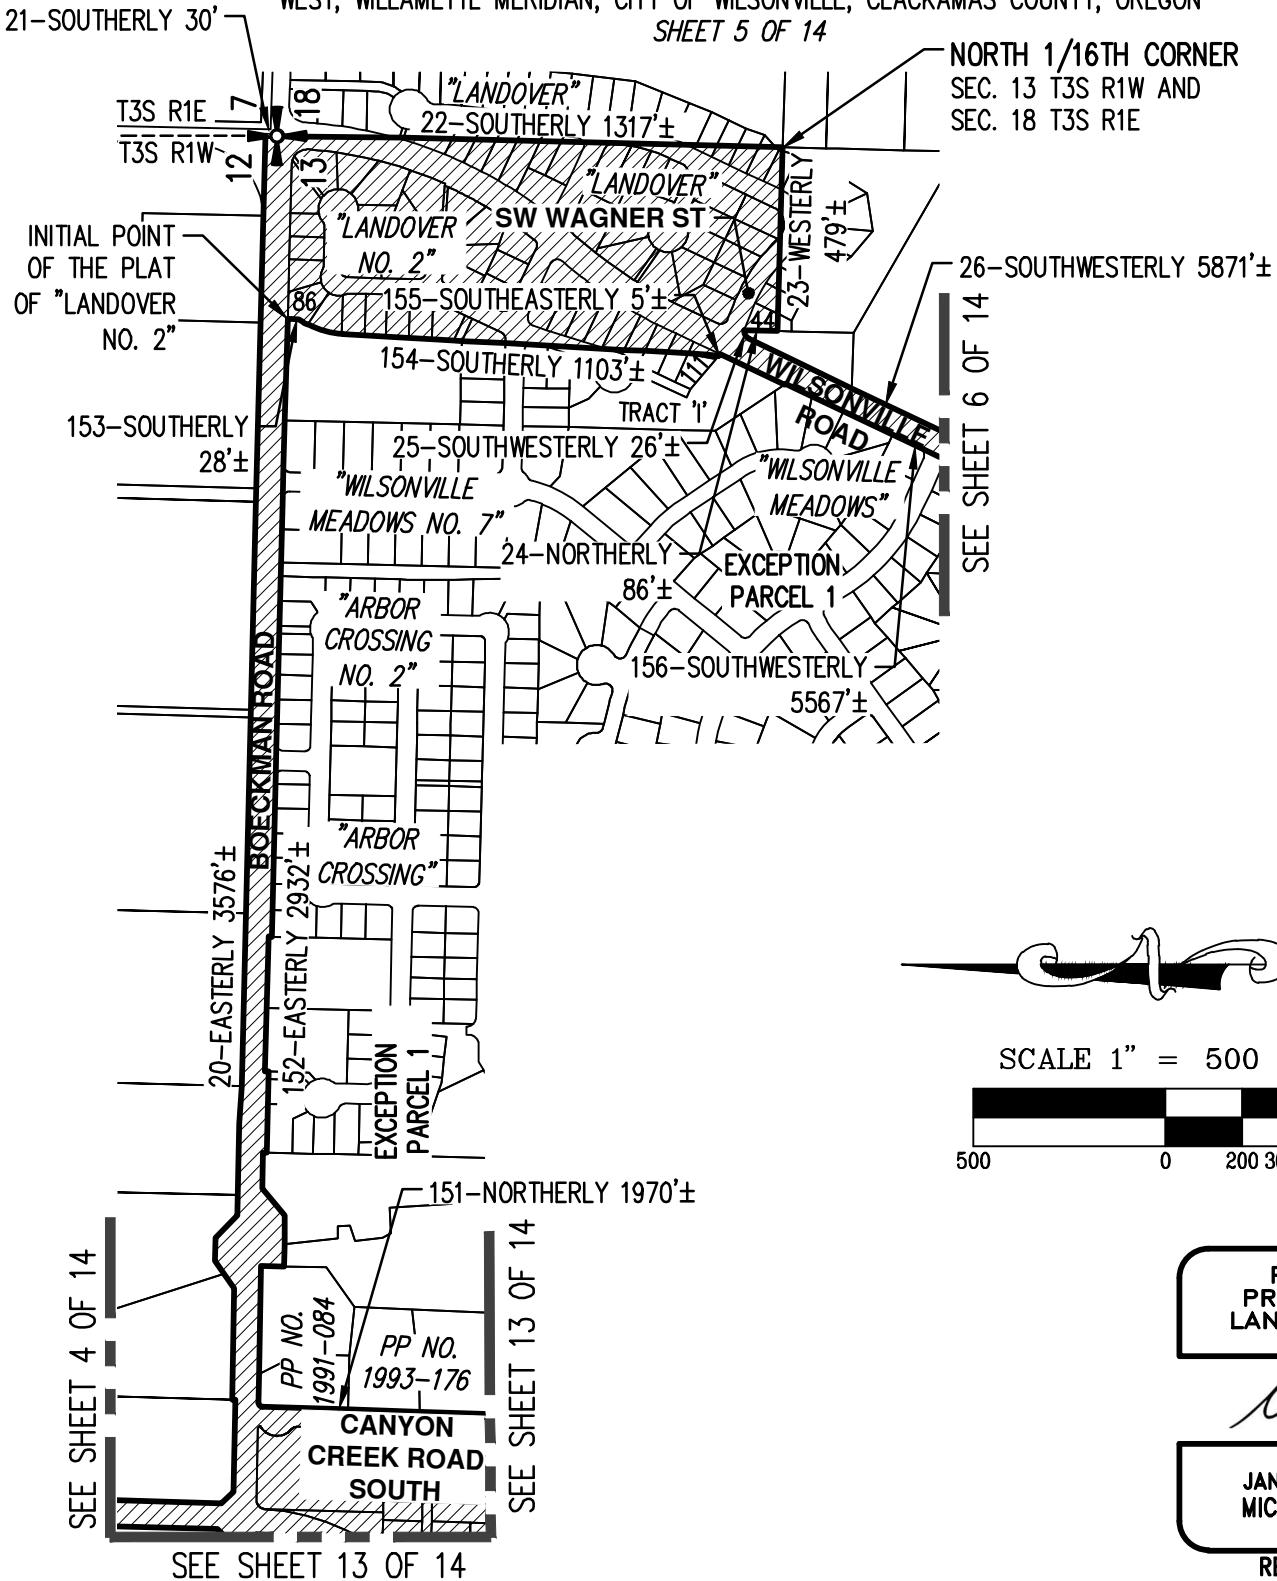 WEST, WILLAMETTE MERIDIAN, CITY OF WILSONVILLE, CLACKAMAS COUNTY, OREGON
SHEET 5 OF 14
21-SOUTHERLY 30'
NORTH 1/16TH CORNER
SEC. 13 T3S R1W AND
SEC. 18 T3S R1E
T3S R1E
T3S R1W
7
18
12
13
"LANDOVER"
22-SOUTHERLY 1317'±
"LANDOVER"
SW WAGNER ST
"LANDOVER
NO. 2"
23-WESTERLY
479'±
INITIAL POINT
OF THE PLAT
OF "LANDOVER
NO. 2"
26-SOUTHWESTERLY 5871'±
86
155-SOUTHEASTERLY 5'±
44
154-SOUTHERLY 1103'±
111
TRACT 'I'
WILSONVILLE
ROAD
SEE SHEET 6 OF 14
153-SOUTHERLY
28'±
25-SOUTHWESTERLY 26'±
"WILSONVILLE
MEADOWS NO. 7"
"WILSONVILLE
MEADOWS"
24-NORTHERLY
86'±
EXCEPTION
PARCEL 1
"ARBOR
CROSSING
NO. 2"
156-SOUTHWESTERLY
5567'±
BOECKMAN ROAD
"ARBOR
CROSSING"
20-EASTERLY 3576'±
152-EASTERLY 2932'±
EXCEPTION
PARCEL 1
SCALE 1" = 500
500
0
200
151-NORTHERLY 1970'±
SEE SHEET 4 OF 14
SEE SHEET 13 OF 14
PP NO.
1991-084
PP NO.
1993-176
CANYON
CREEK ROAD
SOUTH
SEE SHEET 13 OF 14
PR
LAN
JAN
MIC
RE